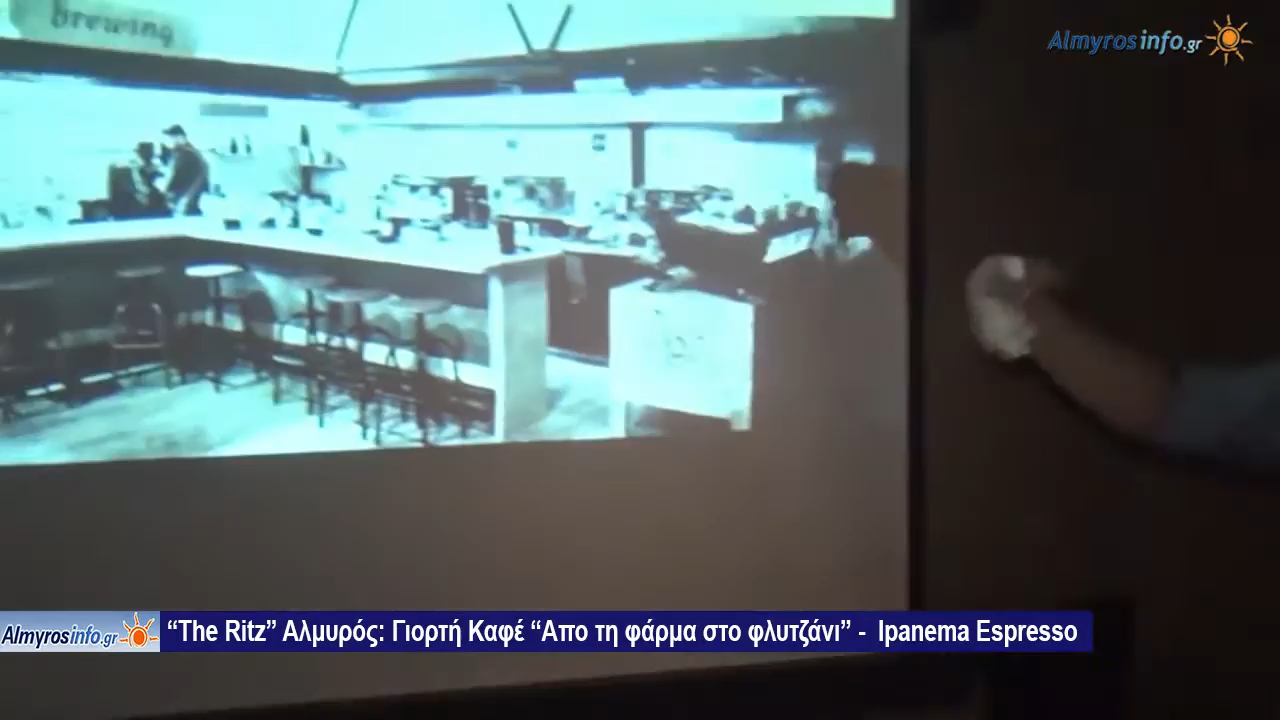 brewing
Almyrosinfo.gr
Almyrosinfo.gr
“The Ritz” Αλμυρός: Γιορτή Καφέ “Απο τη φάρμα στο φλυτζάνι” - Ipanema Espresso